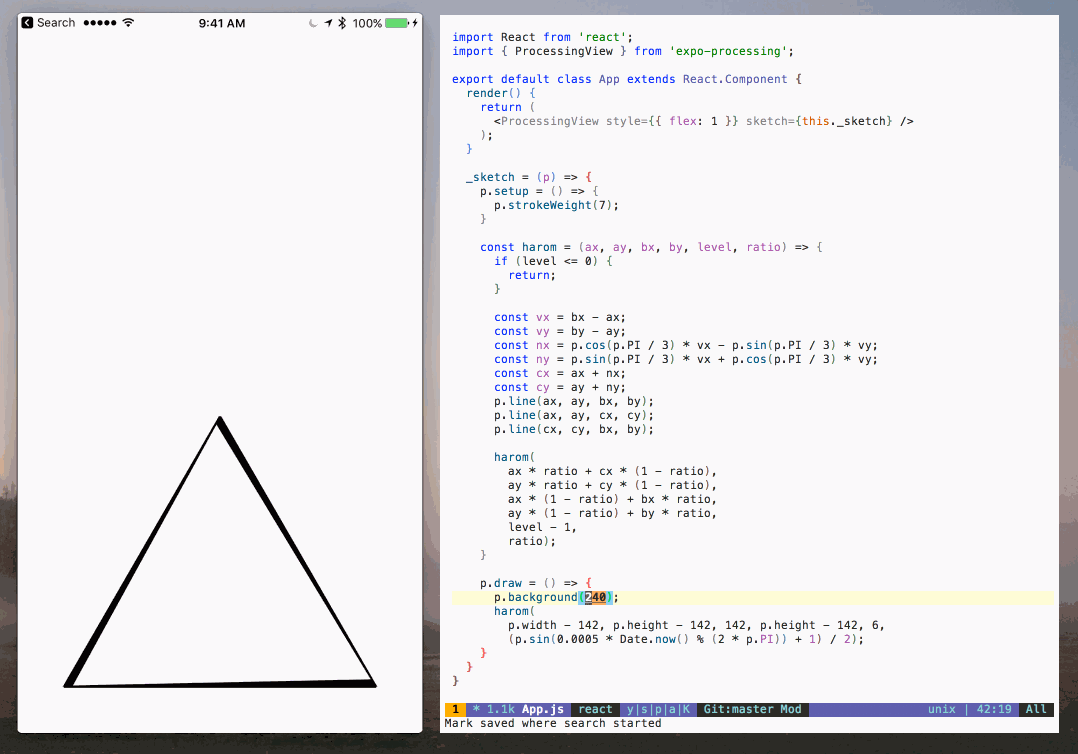 Search 9:41 AM 100%
import React from 'react';
import { ProcessingView } from 'expo-processing';
export default class App extends React.Component {
  render() {
    return (
      <ProcessingView style={{ flex: 1 }} sketch={this._sketch} />
    );
  }
  _sketch = (p) => {
    p.setup = () => {
      p.strokeWeight(7);
    }
    const harom = (ax, ay, bx, by, level, ratio) => {
      if (level <= 0) {
        return;
      }
      const vx = bx - ax;
      const vy = by - ay;
      const nx = p.cos(p.PI / 3) * vx - p.sin(p.PI / 3) * vy;
      const ny = p.sin(p.PI / 3) * vx + p.cos(p.PI / 3) * vy;
      const cx = ax + nx;
      const cy = ay + ny;
      p.line(ax, ay, bx, by);
      p.line(ax, ay, cx, cy);
      p.line(cx, cy, bx, by);
      harom(
        ax * ratio + cx * (1 - ratio),
        ay * ratio + cy * (1 - ratio),
        ax * (1 - ratio) + bx * ratio,
        ay * (1 - ratio) + by * ratio,
        level - 1,
        ratio);
    }
    p.draw = () => {
      p.background(240);
      harom(
        p.width - 142, p.height - 142, 142, p.height - 142, 6,
        (p.sin(0.0005 * Date.now() % (2 * p.PI)) + 1) / 2);
    }
  }
}
1 * 1.1k App.js react y|s|p|a|K Git:master Mod unix | 42:19 All
Mark saved where search started